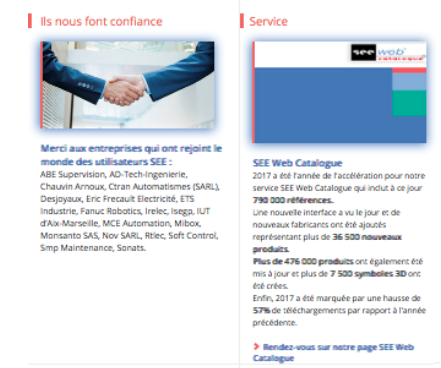 Ils nous font confiance
Merci aux entreprises qui ont rejoint le
monde des utilisateurs SEE :
ABE Supervision, AD-Tech-Ingenierie,
Chauvin Arnoux, Ctran Automatismes (SARL),
Desjoyaux, Eric Frecault Electricité, ETS
Industrie, Fanuc Robotics, Irelec, Isegp, IUT
d'Aix-Marseille, MCE Automation, Mibox,
Monsanto SAS, Nov SARL, Rtlec, Soft Control,
Smp Maintenance, Sonats.
Service
see web
catalogue
SEE Web Catalogue
2017 a été l'année de l'accélération pour notre
service SEE Web Catalogue qui inclut à ce jour
790 000 références.
Une nouvelle interface a vu le jour et de
nouveaux fabricants ont été ajoutés
représentant plus de 36 500 nouveaux
produits.
Plus de 476 000 produits ont également été
mis à jour et plus de 7 500 symboles 3D ont
été crées.
Enfin, 2017 a été marquée par une hausse de
57% de téléchargements par rapport à l'année
précédente.
Rendez-vous sur notre page SEE Web
Catalogue